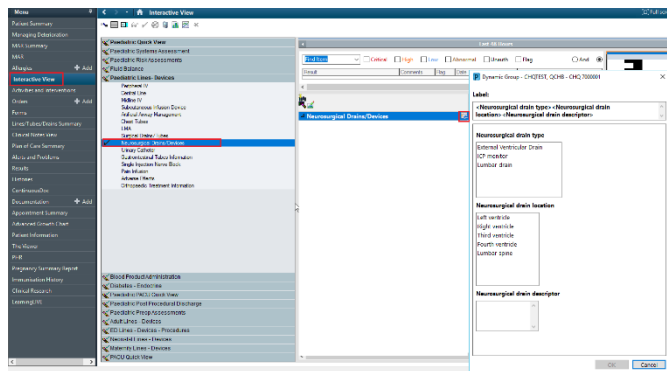 Menu
Interactive View
Full screen
Patient Summary
Managing Deterioration
MAR Summary
MAR
Allergies
+ Add
Interactive View
Activities and Interventions
Orders
+ Add
Forms
Lines/Tubes/Drains Summary
Clinical Notes View
Plan of Care Summary
Alerts and Problems
Results
Histories
ContinuousDoc
Documentation
+ Add
Appointment Summary
Advanced Growth Chart
Patient Information
The Viewer
Pregnancy Summary Report
Immunisation History
Clinical Research
LearningLIVE
Paediatric Quick View
Paediatric Systems Assessment
Paediatric Risk Assessments
Fluid Balance
Paediatric Lines- Devices
Peripheral IV
Central Line
Midline IV
Subcutaneous Infusion Device
Artificial Airway Management
Chest Tubes
LMA
Surgical Drains/ Tubes
Neurosurgical Drains/Devices
Urinary Catheter
Gastrointestinal Tubes Information
Single Injection Nerve Block
Pain Infusion
Adverse Effects
Orthopaedic Treatment Information
Blood Product Administration
Diabetes - Endocrine
Paediatric PACU Quick View
Paediatric Post Procedural Discharge
Paediatric Preop Assessments
Adult Lines - Devices
ED Lines - Devices - Procedures
Neonatal Lines - Devices
Maternity Lines - Devices
PACU Quick View
Last 48 Hours
Find Item
Critical
High
Low
Abnormal
Unauth
Flag
And
Result
Comments
Flag
Date
Neurosurgical Drains/Devices
Dynamic Group - CHQTEST, QCHB - CHQ,7000001
Label:
<Neurosurgical drain type> <Neurosurgical drain
location> <Neurosurgical drain descriptor>
Neurosurgical drain type
External Ventricular Drain
ICP monitor
Lumbar drain
Neurosurgical drain location
Left ventricle
Right ventricle
Third ventricle
Fourth ventricle
Lumbar spine
Neurosurgical drain descriptor
OK
Cancel